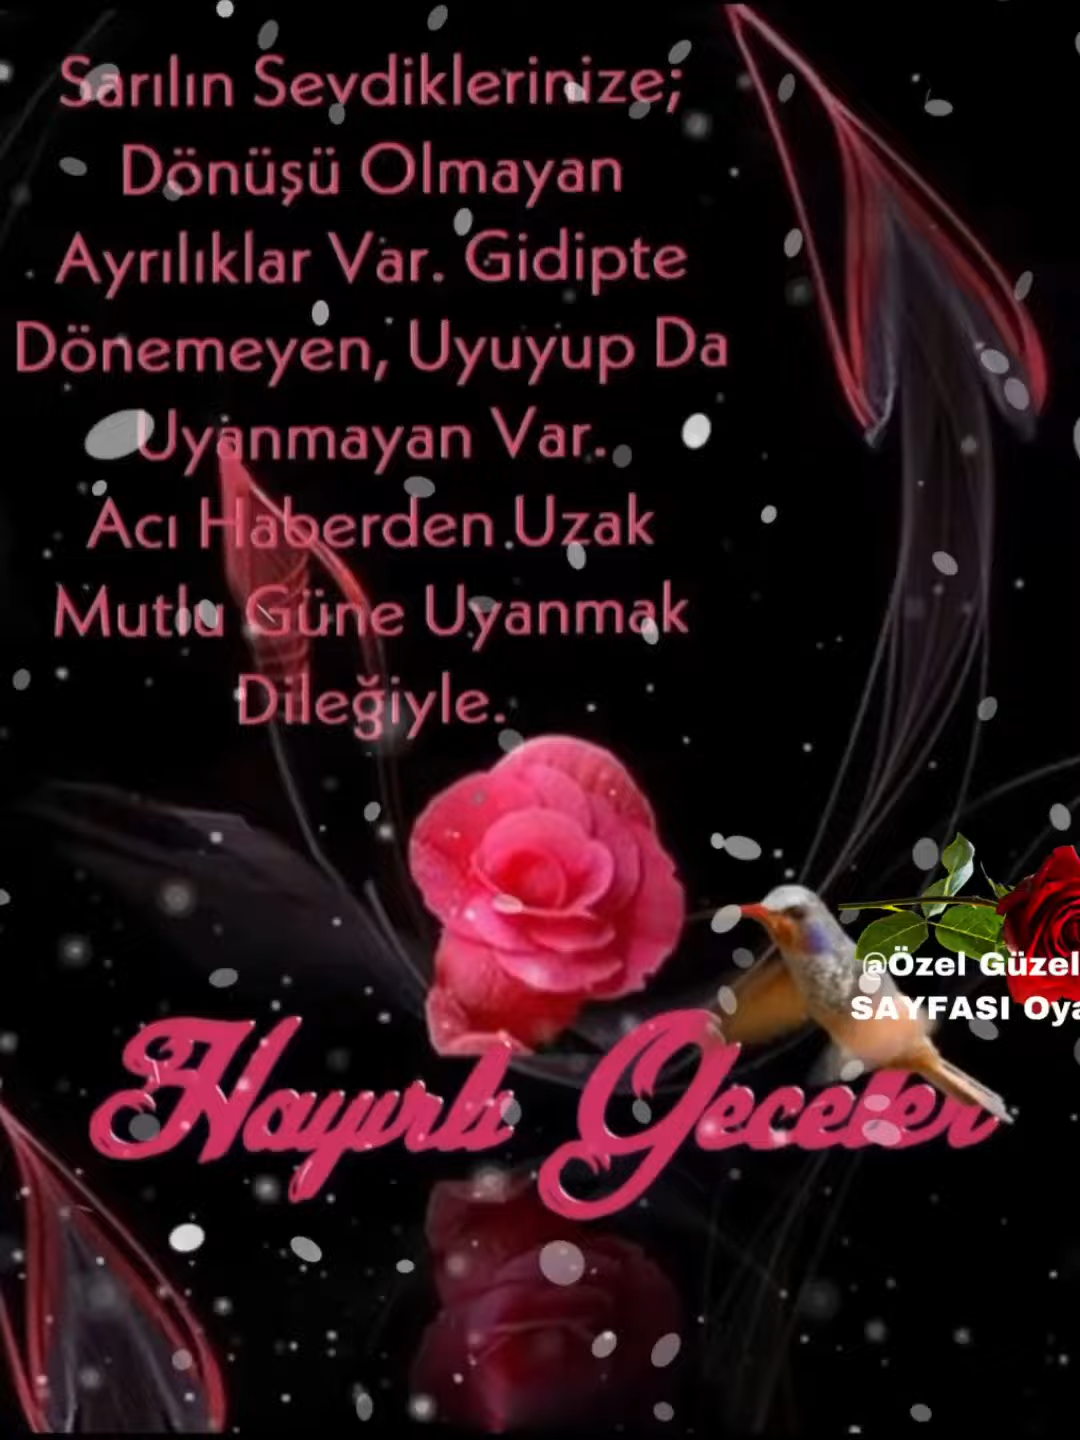 Sarılın Sevdiklerinize;
Dönüşü Olmayan
Ayrılıklar Var. Gidipte
Dönemeyen, Uyuyup Da
Uyanmayan Var.
Acı Haberden Uzak
Mutlu Güne Uyanmak
Dileğiyle.
@Özel Güzel
SAYFASI Oya
Hayırlı Geceler